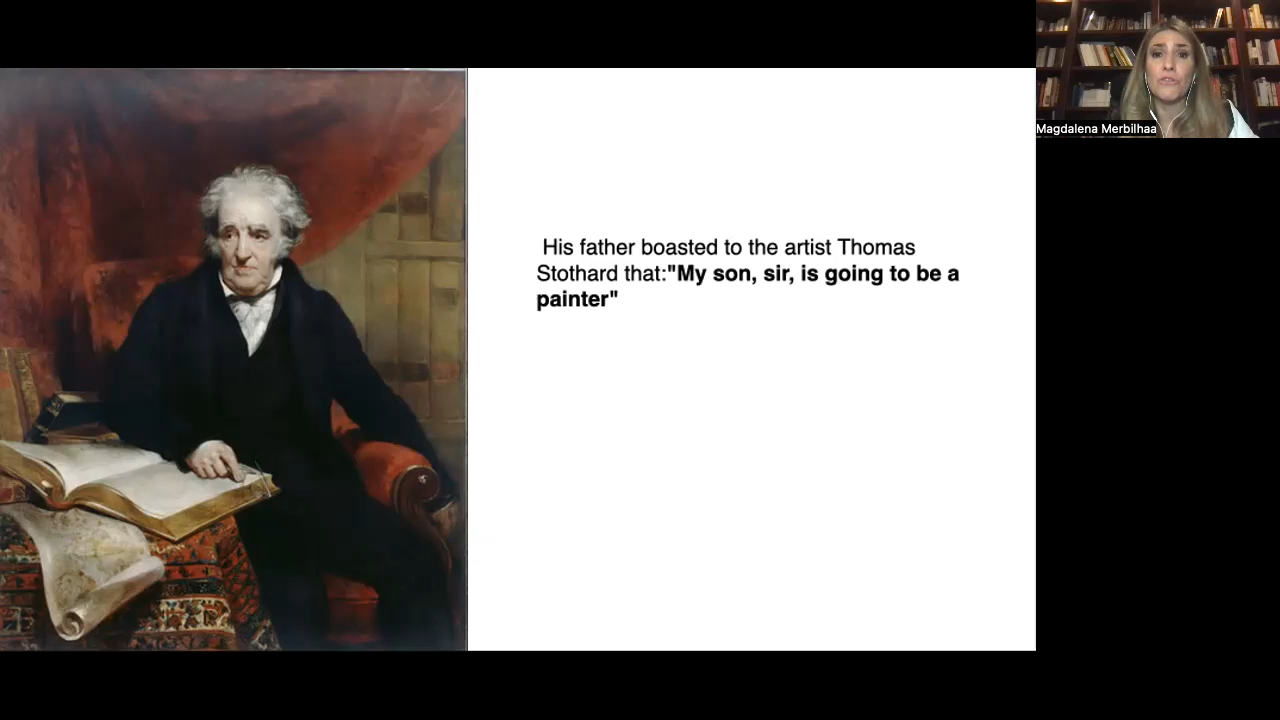 His father boasted to the artist Thomas
Stothard that:"My son, sir, is going to be a
painter"
Magdalena Merbilhaa